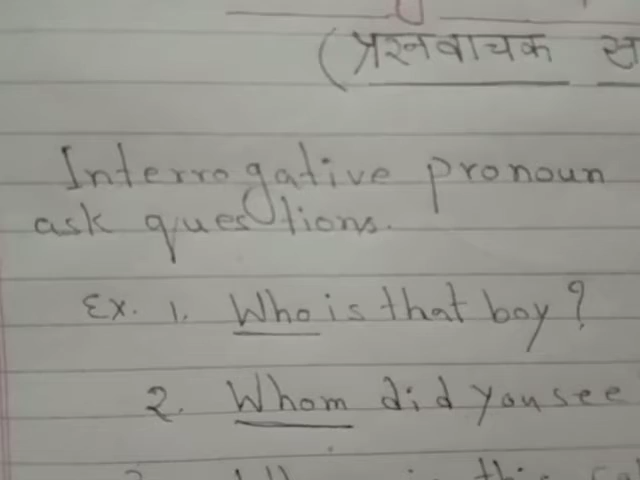 (प्रश्नवाचक
Interrogative pronoun
ask questions.
Ex. 1. Who is that boy?
2. Whom did you see